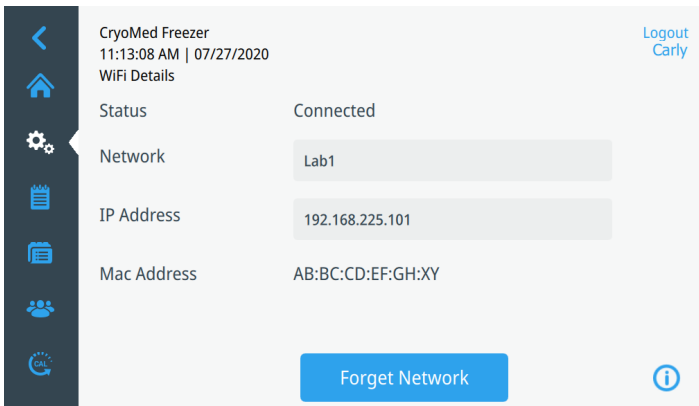 CryoMed Freezer
Logout
11:13:08 AM | 07/27/2020
Carly
WiFi Details
Status Connected
Network Lab1
IP Address 192.168.225.101
Mac Address AB:BC:CD:EF:GH:XY
CAL
Forget Network